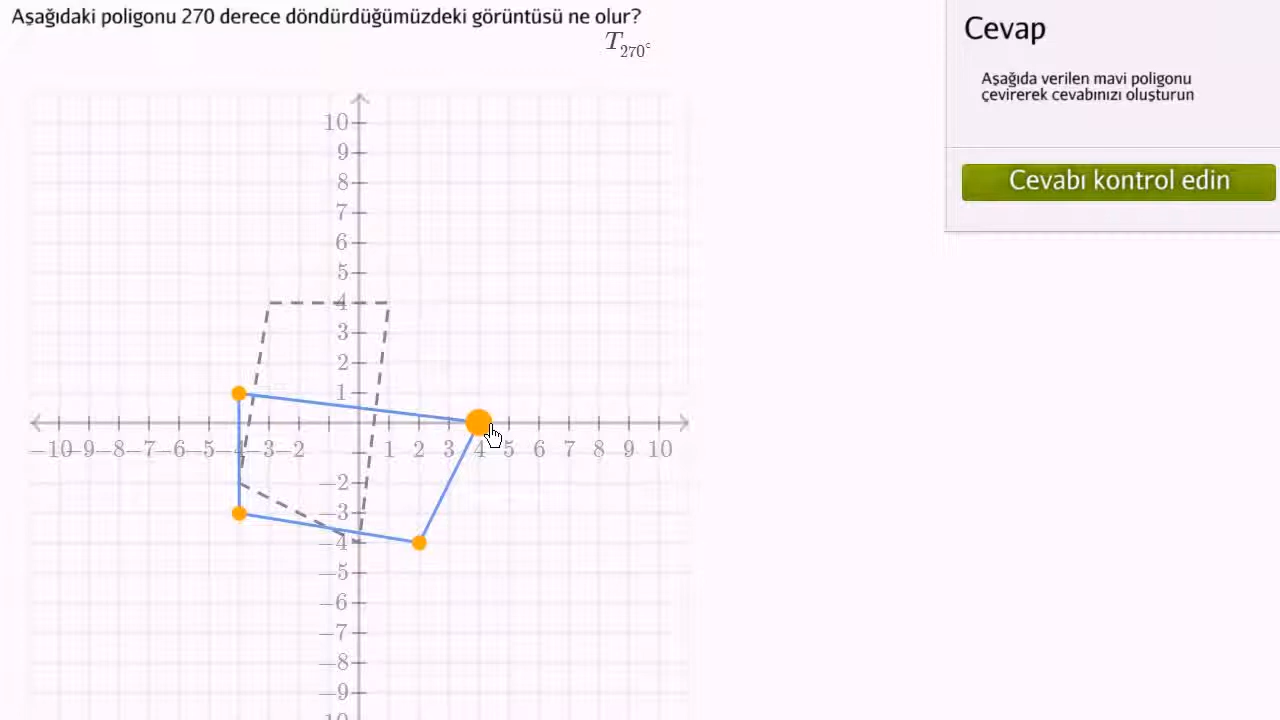 Aşağıdaki poligonu 270 derece döndürdüğümüzdeki görüntüsü ne olur?
T270°
Cevap
Aşağıda verilen mavi poligonu
çevirerek cevabınızı oluşturun
Cevabı kontrol edin
10
9
8
7
6
5
4
3
2
1
−10 −9 −8 −7 −6 −5 −4 −3 −2 1 2 3 4 5 6 7 8 9 10
−2
−3
−4
−5
−6
−7
−8
−9